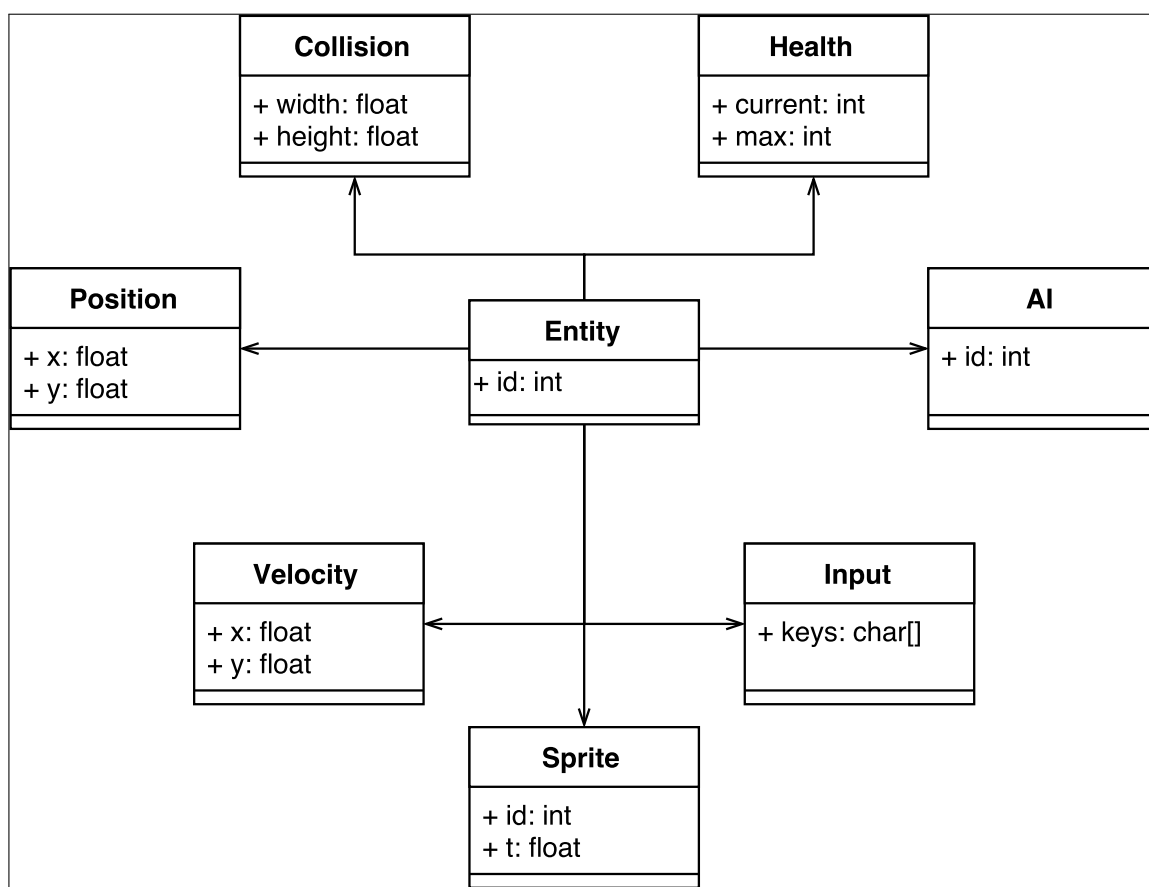 Collision
+ width: float
+ height: float
Health
+ current: int
+ max: int
Position
+ x: float
+ y: float
Entity
+ id: int
AI
+ id: int
Velocity
+ x: float
+ y: float
Input
+ keys: char[]
Sprite
+ id: int
+ t: float